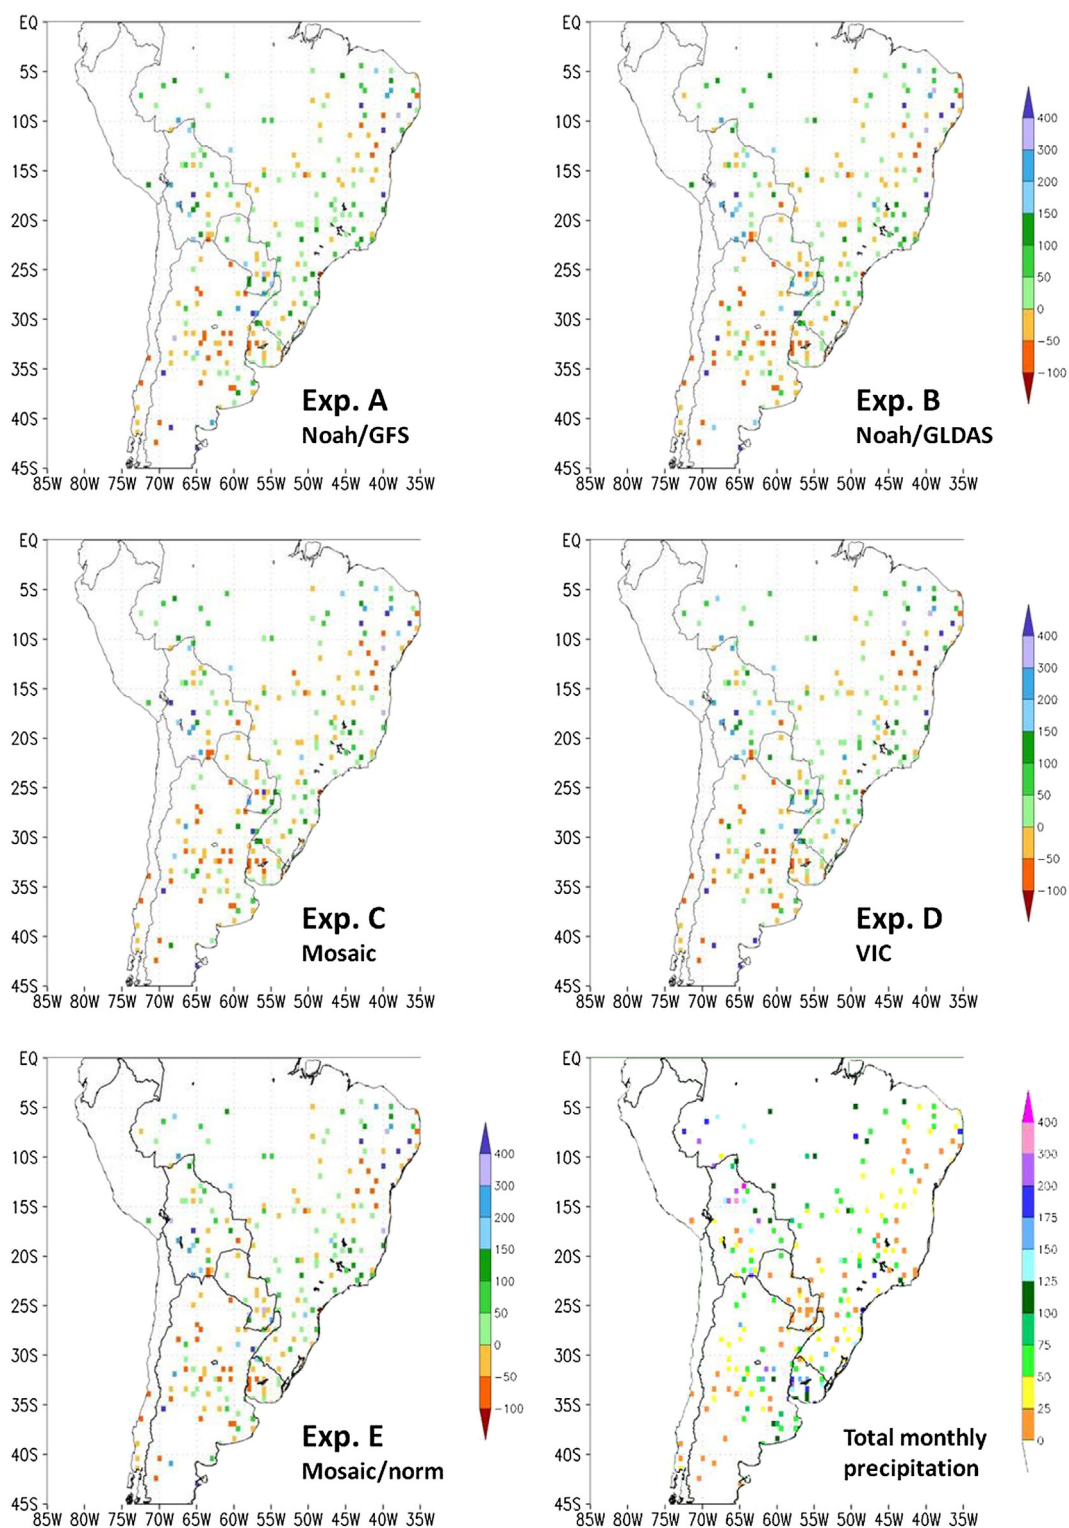 EQ
5S
10S
15S
20S
25S
30S
35S
40S
45S
85W 80W 75W 70W 65W 60W 55W 50W 45W 40W 35W
Exp. A
Noah/GFS
EQ
5S
10S
15S
20S
25S
30S
35S
40S
45S
85W 80W 75W 70W 65W 60W 55W 50W 45W 40W 35W
Exp. B
Noah/GLDAS
400
300
200
150
100
50
0
−50
−100
EQ
5S
10S
15S
20S
25S
30S
35S
40S
45S
85W 80W 75W 70W 65W 60W 55W 50W 45W 40W 35W
Exp. C
Mosaic
EQ
5S
10S
15S
20S
25S
30S
35S
40S
45S
85W 80W 75W 70W 65W 60W 55W 50W 45W 40W 35W
Exp. D
VIC
400
300
200
150
100
50
0
−50
−100
EQ
5S
10S
15S
20S
25S
30S
35S
40S
45S
85W 80W 75W 70W 65W 60W 55W 50W 45W 40W 35W
Exp. E
Mosaic/norm
400
300
200
150
100
50
0
−50
−100
EQ
5S
10S
15S
20S
25S
30S
35S
40S
45S
85W 80W 75W 70W 65W 60W 55W 50W 45W 40W 35W
Total monthly
precipitation
400
300
200
175
150
125
100
75
50
25
0